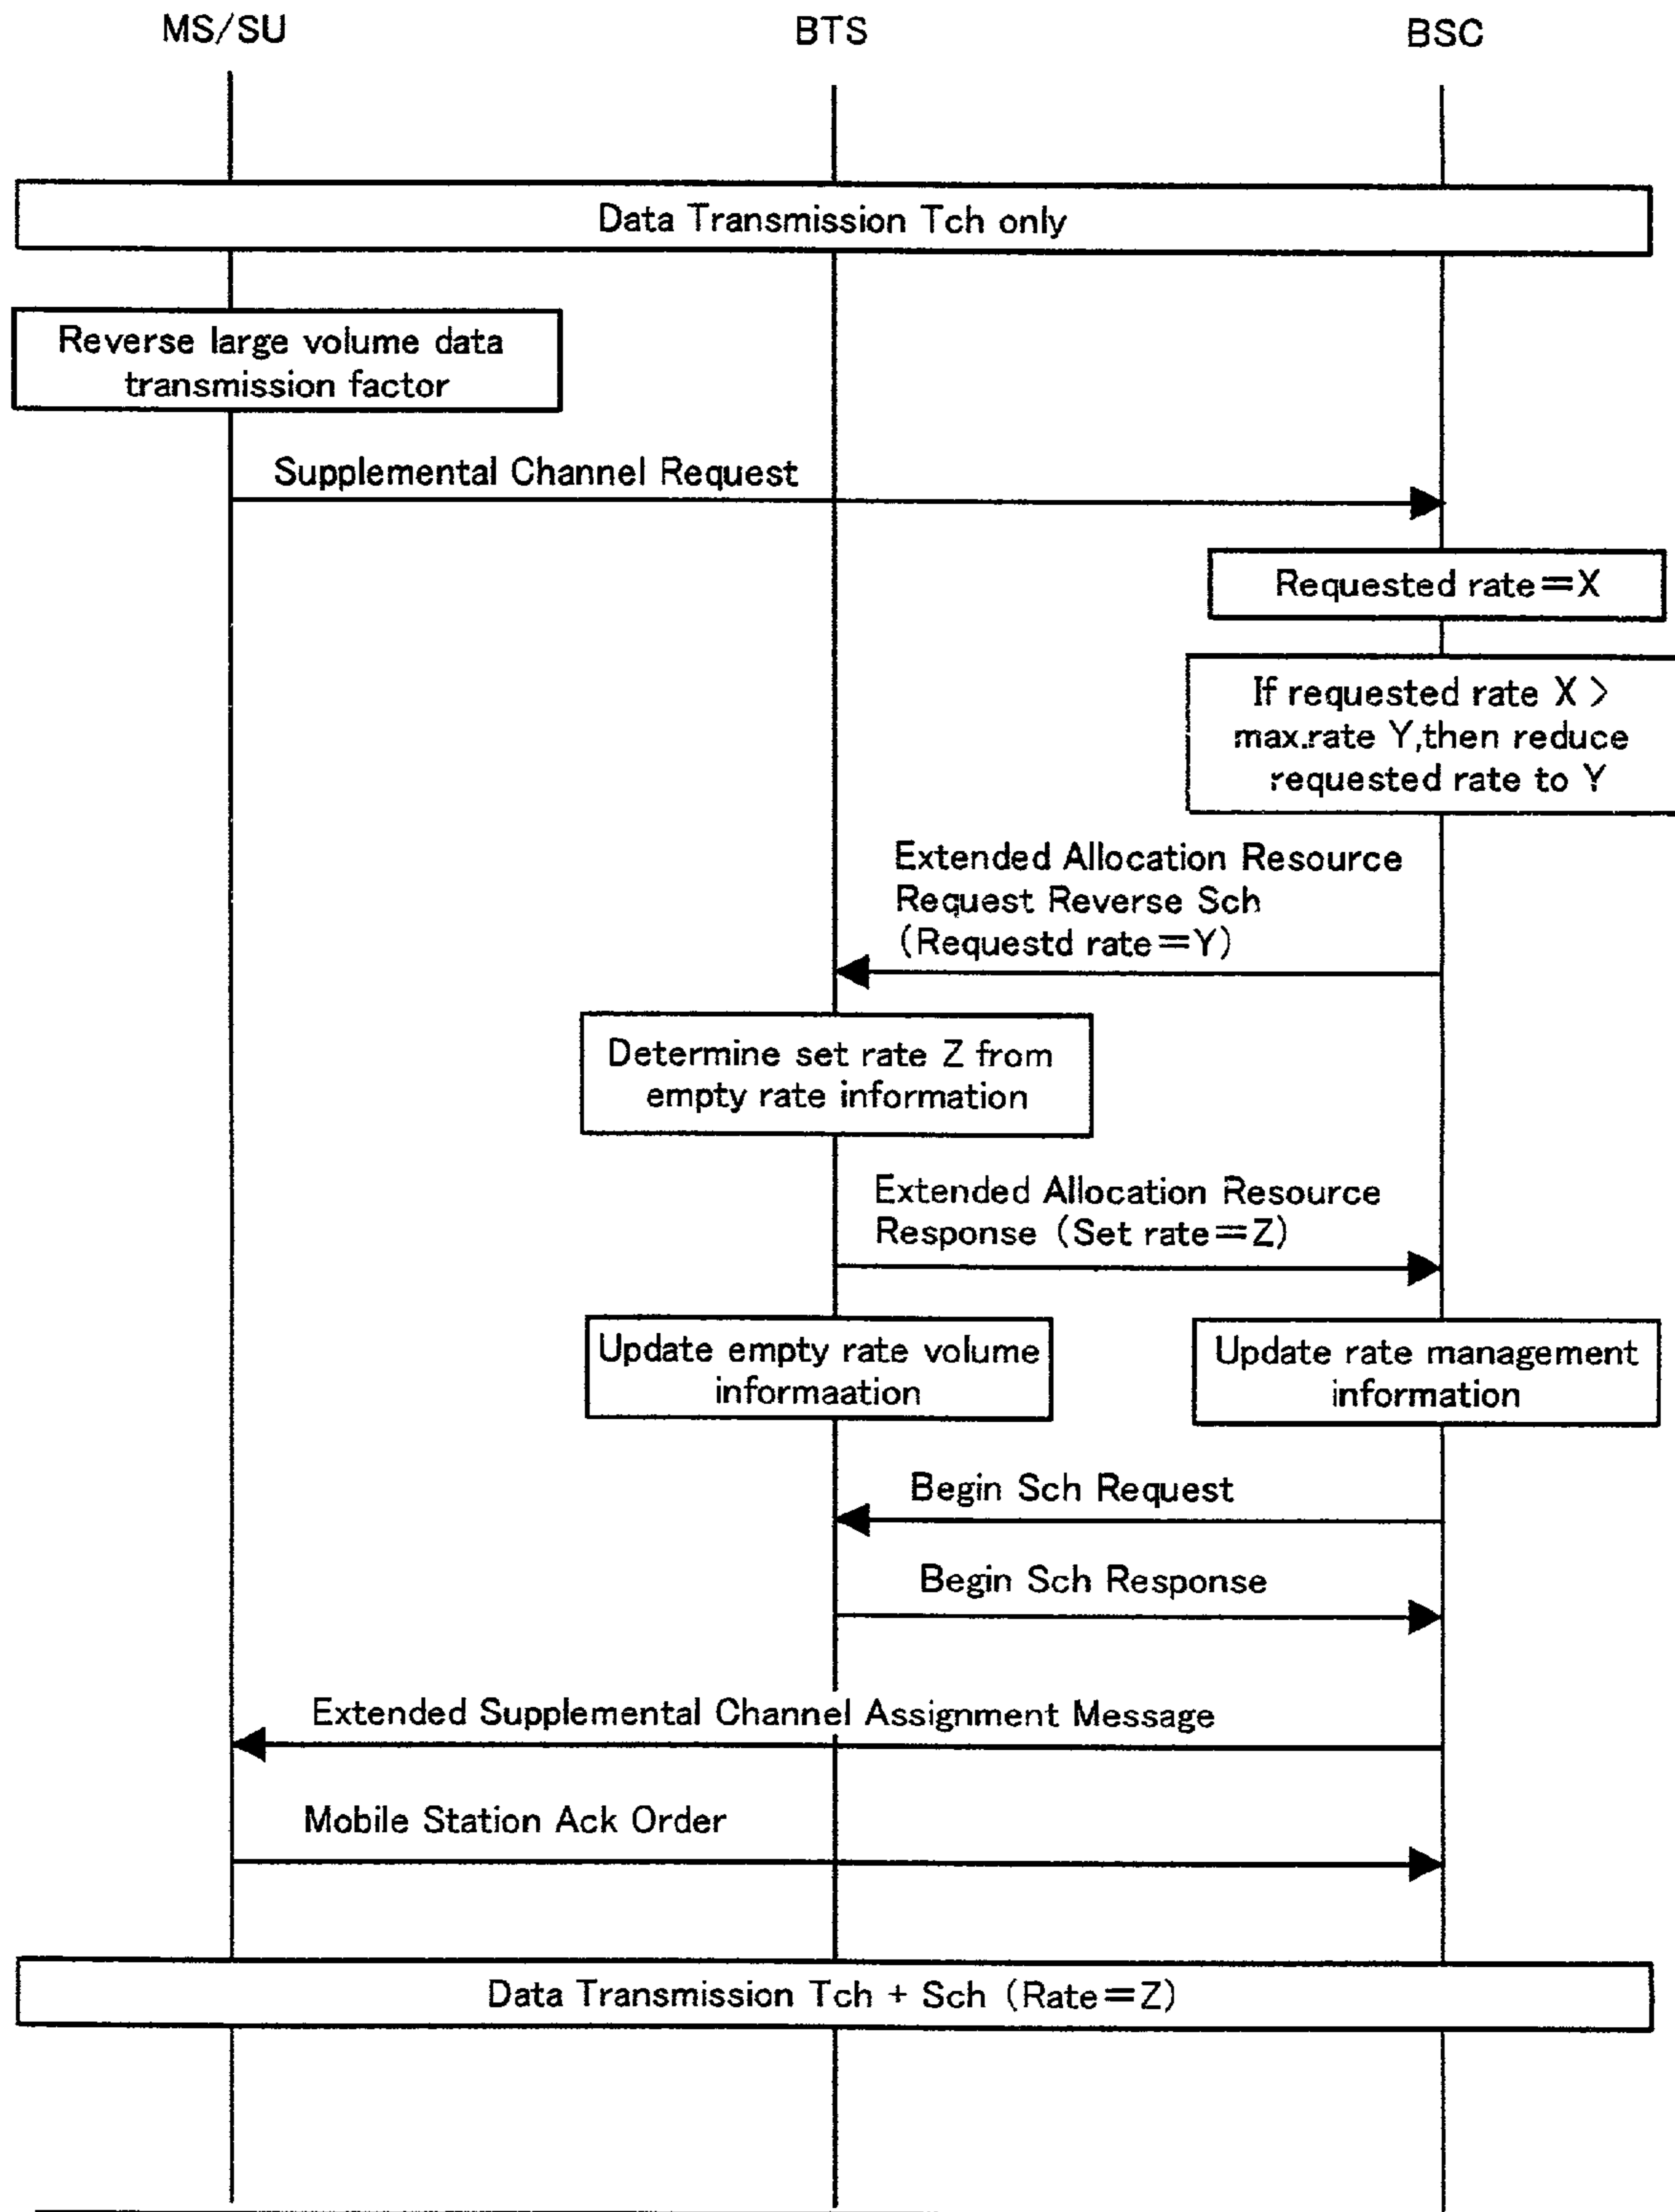 MS/SU
BTS
BSC
Data Transmission Tch only
Reverse large volume data
transmission factor
Supplemental Channel Request
Requested rate=X
If requested rate X >
max.rate Y,then reduce
requested rate to Y
Extended Allocation Resource
Request Reverse Sch
(Requestd rate=Y)
Determine set rate Z from
empty rate information
Extended Allocation Resource
Response (Set rate=Z)
Update empty rate volume
informaation
Update rate management
information
Begin Sch Request
Begin Sch Response
Extended Supplemental Channel Assignment Message
Mobile Station Ack Order
Data Transmission Tch + Sch (Rate=Z)